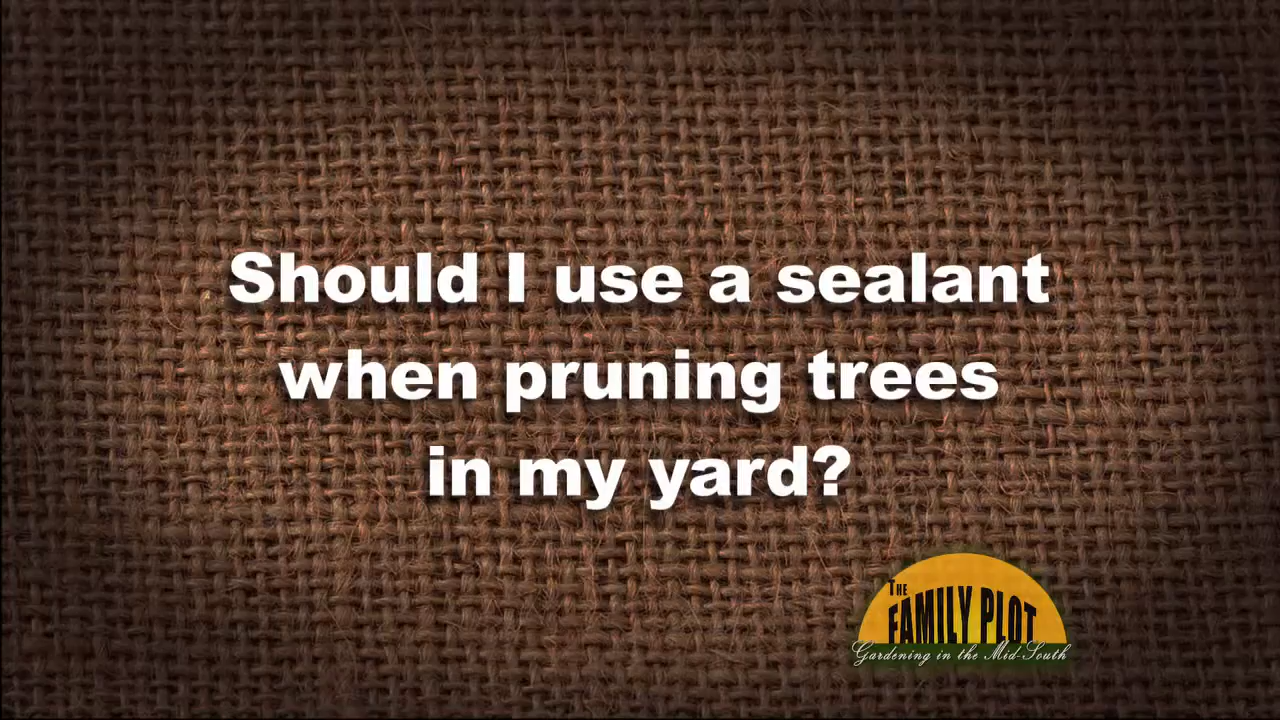 Should I use a sealant
when pruning trees
in my yard?
THE
FAMILY PLOT
Gardening in the Mid-South